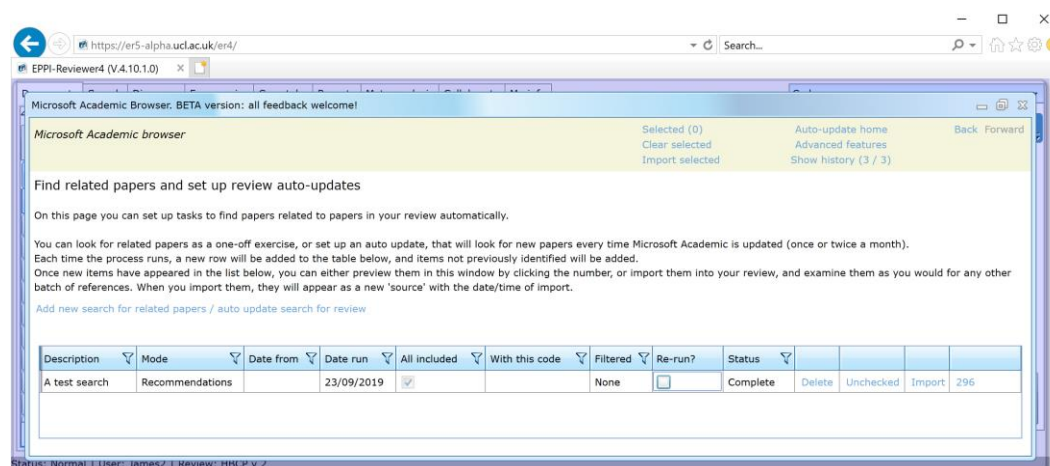 https://er5-alpha.ucl.ac.uk/er4/
Search...
EPPI-Reviewer4 (V.4.10.1.0)
Microsoft Academic Browser. BETA version: all feedback welcome!
Microsoft Academic browser
Selected (0)
Clear selected
Import selected
Auto-update home
Advanced features
Show history (3 / 3)
Back Forward
Find related papers and set up review auto-updates
On this page you can set up tasks to find papers related to papers in your review automatically.
You can look for related papers as a one-off exercise, or set up an auto update, that will look for new papers every time Microsoft Academic is updated (once or twice a month).
Each time the process runs, a new row will be added to the table below, and items not previously identified will be added.
Once new items have appeared in the list below, you can either preview them in this window by clicking the number, or import them into your review, and examine them as you would for any other
batch of references. When you import them, they will appear as a new 'source' with the date/time of import.
Add new search for related papers / auto update search for review
Description Mode Date from Date run All included With this code Filtered Re-run? Status
A test search Recommendations 23/09/2019 None Complete Delete Unchecked Import 296
Status: Normal | User: James2 | Review: HBCP v 2